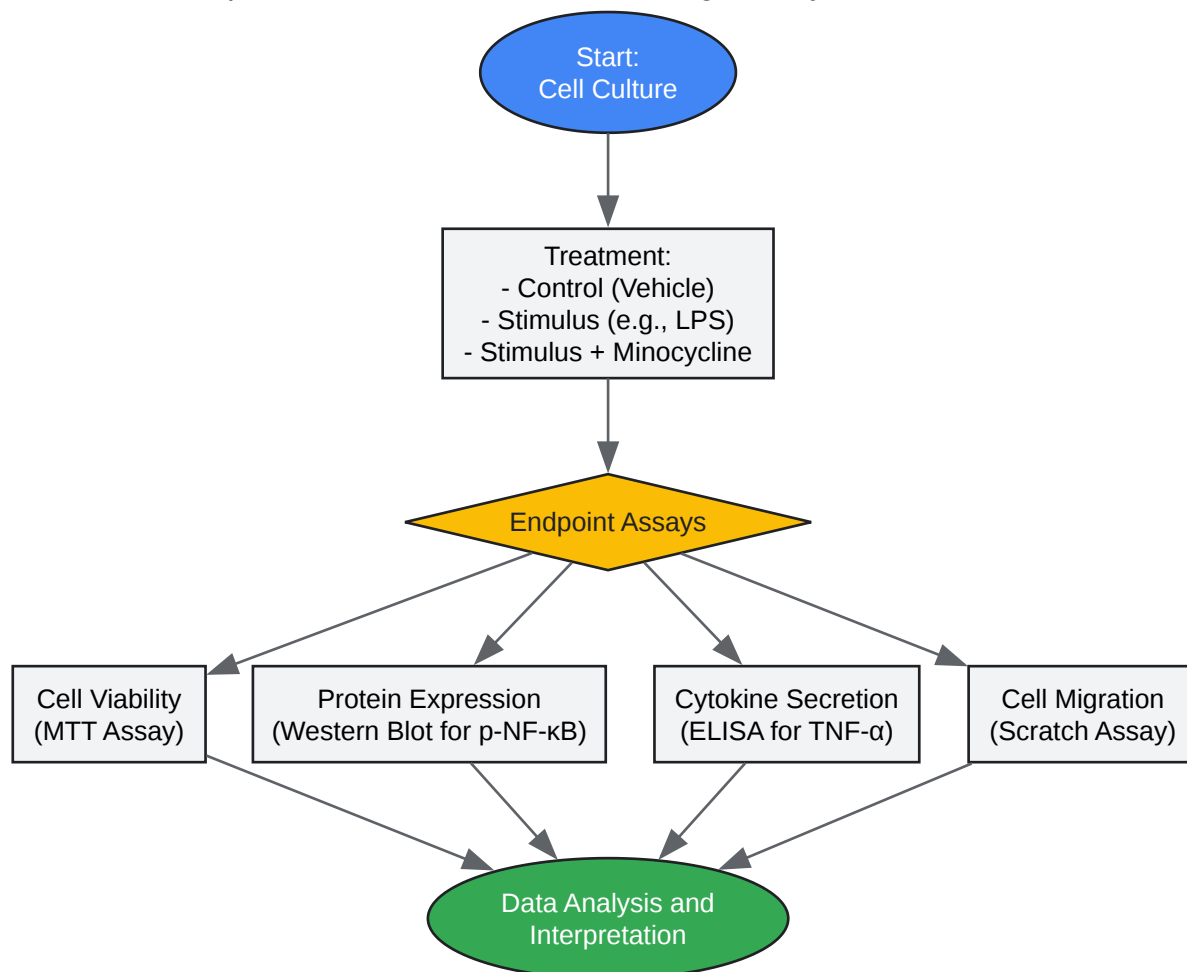 Start:
Cell Culture
Treatment:
- Control (Vehicle)
- Stimulus (e.g., LPS)
- Stimulus + Minocycline
Endpoint Assays
Cell Viability
(MTT Assay)
Protein Expression
(Western Blot for p-NF-κB)
Cytokine Secretion
(ELISA for TNF-α)
Cell Migration
(Scratch Assay)
Data Analysis and
Interpretation